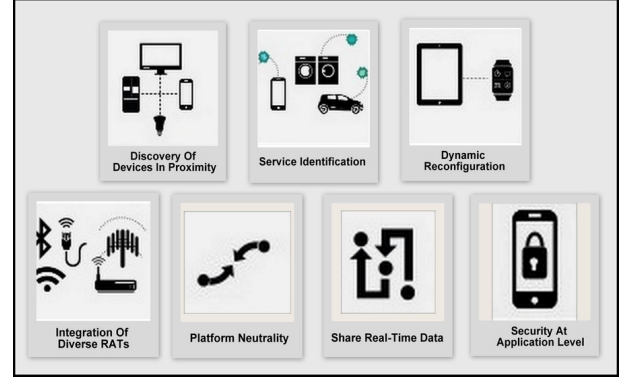 Discovery Of
Devices In Proximity
Service Identification
Dynamic
Reconfiguration
Integration Of
Diverse RATs
Platform Neutrality
Share Real-Time Data
Security At
Application Level